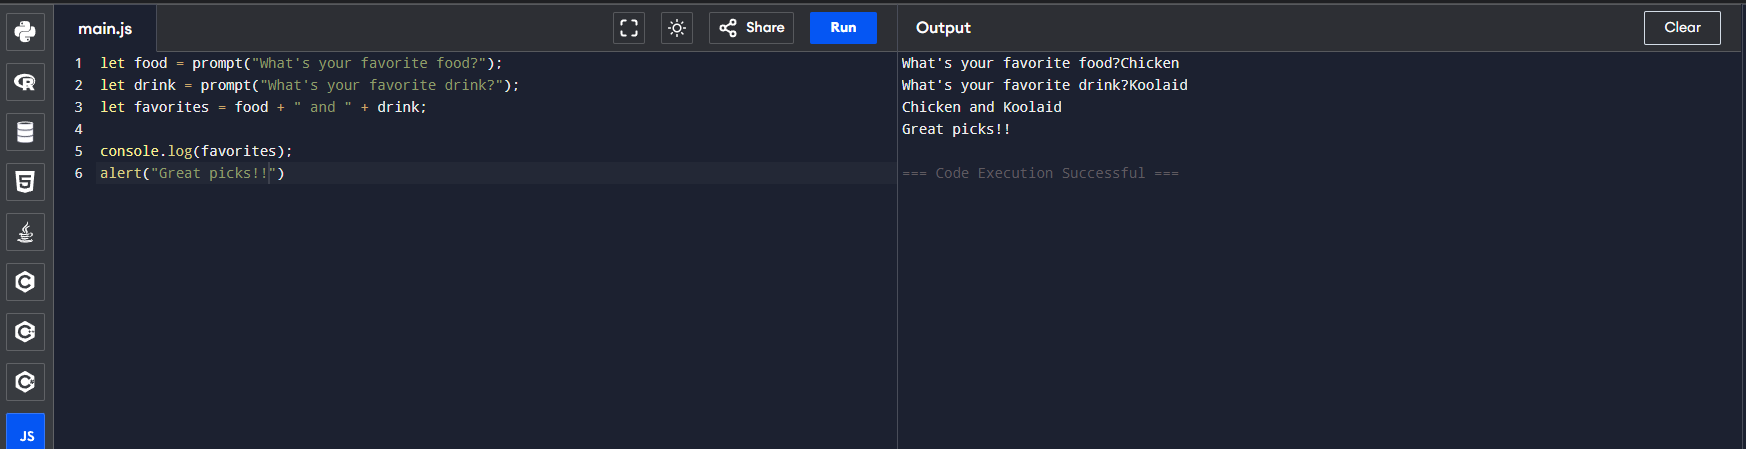 main.js
Share
Run
Output
Clear
1 let food = prompt("What's your favorite food?");
2 let drink = prompt("What's your favorite drink?");
3 let favorites = food + " and " + drink;
4
5 console.log(favorites);
6 alert("Great picks!!")
What's your favorite food?Chicken
What's your favorite drink?Koolaid
Chicken and Koolaid
Great picks!!
=== Code Execution Successful ===
R
5
C
C
C
JS